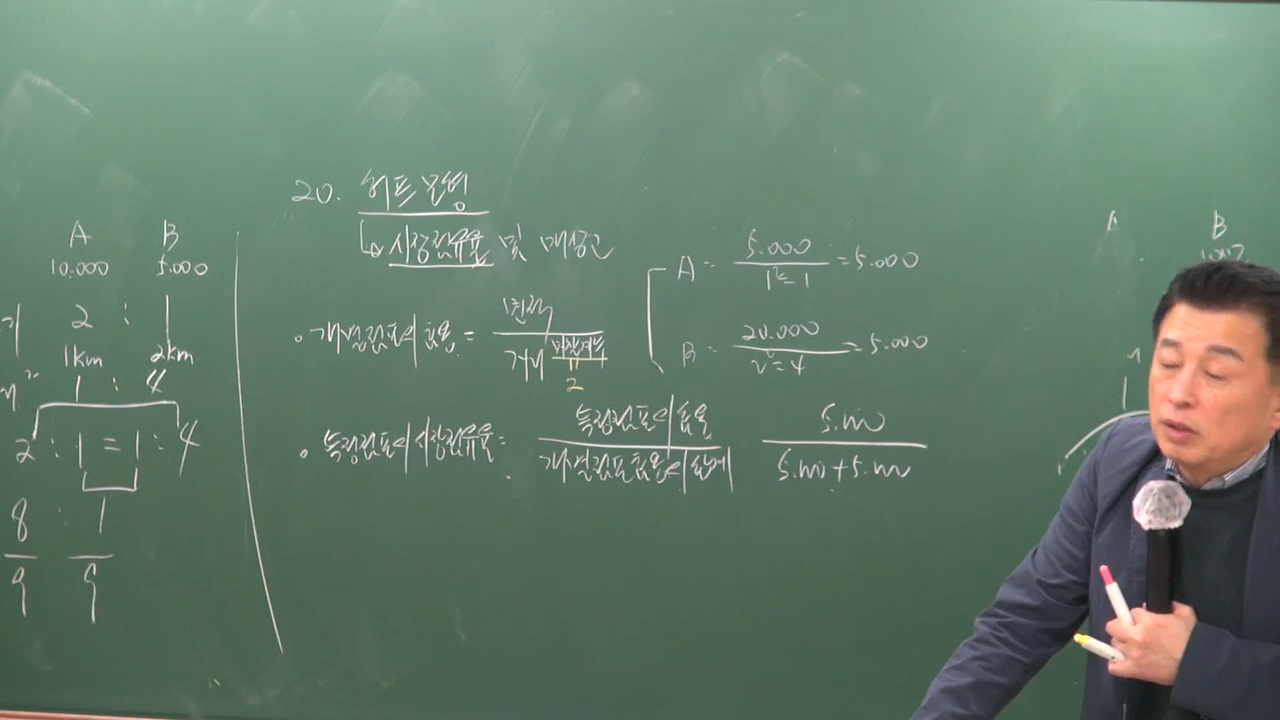 A B
10.000 5.000
2 : 1
1km 2km
1 : 4
2 : 1 = 1 : 4
8 : 1
9 9
20. 허프모형
↳ 시장점유율 및 매상고
· 개별점포의 효용 = 면적
거리 마찰계수
2
A = 5.000 = 5.000
1² = 1
B = 20.000 = 5.000
2² = 4
· 특정점포의 시장점유율 = 특정점포의 효용
개별점포 효용의 합계
5.000
5.000 + 5.000
A B